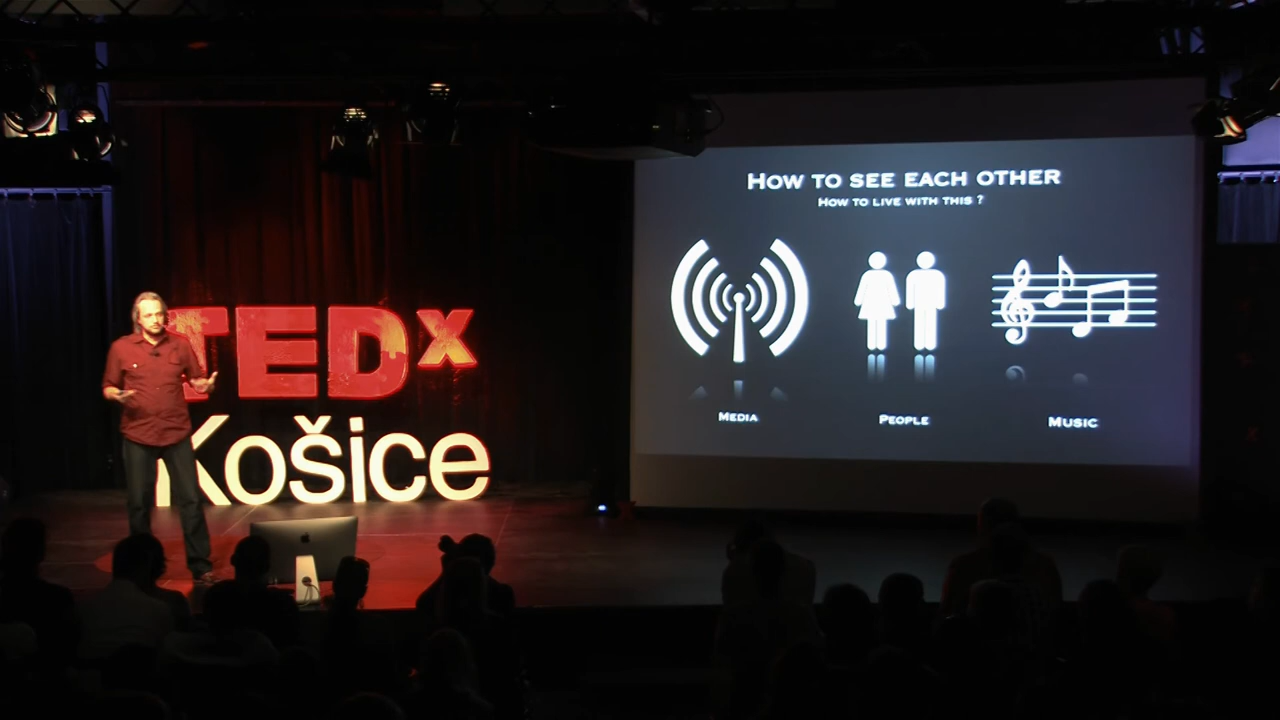 TEDx
Košice
How to see each other
How to live with this ?
Media
People
Music